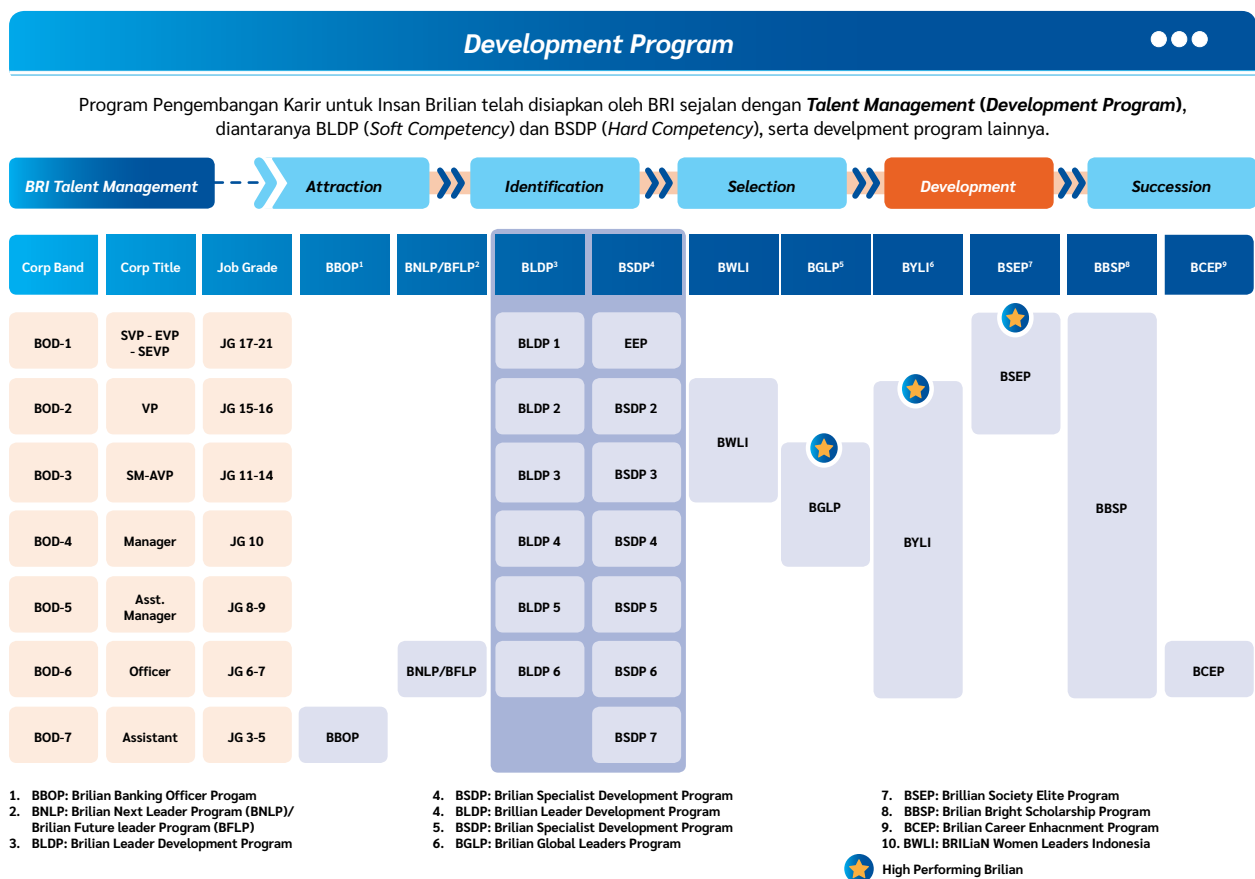 Development Program
Program Pengembangan Karir untuk Insan Brilian telah disiapkan oleh BRI sejalan dengan Talent Management (Development Program),
diantaranya BLDP (Soft Competency) dan BSDP (Hard Competency), serta develpment program lainnya.
BRI Talent Management
Attraction
Identification
Selection
Development
Succession
Corp Band
Corp Title
Job Grade
BBOP¹
BNLP/BFLP²
BLDP³
BSDP⁴
BWLI
BGLP⁵
BYLI⁶
BSEP⁷
BBSP⁸
BCEP⁹
BOD-1
SVP - EVP
- SEVP
JG 17-21
BLDP 1
EEP
BSEP
BOD-2
VP
JG 15-16
BLDP 2
BSDP 2
BWLI
BOD-3
SM-AVP
JG 11-14
BLDP 3
BSDP 3
BGLP
BBSP
BOD-4
Manager
JG 10
BLDP 4
BSDP 4
BYLI
BOD-5
Asst.
Manager
JG 8-9
BLDP 5
BSDP 5
BOD-6
Officer
JG 6-7
BNLP/BFLP
BLDP 6
BSDP 6
BCEP
BOD-7
Assistant
JG 3-5
BBOP
BSDP 7
1. BBOP: Brilian Banking Officer Progam
2. BNLP: Brilian Next Leader Program (BNLP)/
Brilian Future leader Program (BFLP)
3. BLDP: Brilian Leader Development Program
4. BSDP: Brilian Specialist Development Program
4. BLDP: Brillian Leader Development Program
5. BSDP: Brilian Specialist Development Program
6. BGLP: Brilian Global Leaders Program
7. BSEP: Brillian Society Elite Program
8. BBSP: Brilian Bright Scholarship Program
9. BCEP: Brilian Career Enhacnment Program
10. BWLI: BRILiaN Women Leaders Indonesia
High Performing Brilian